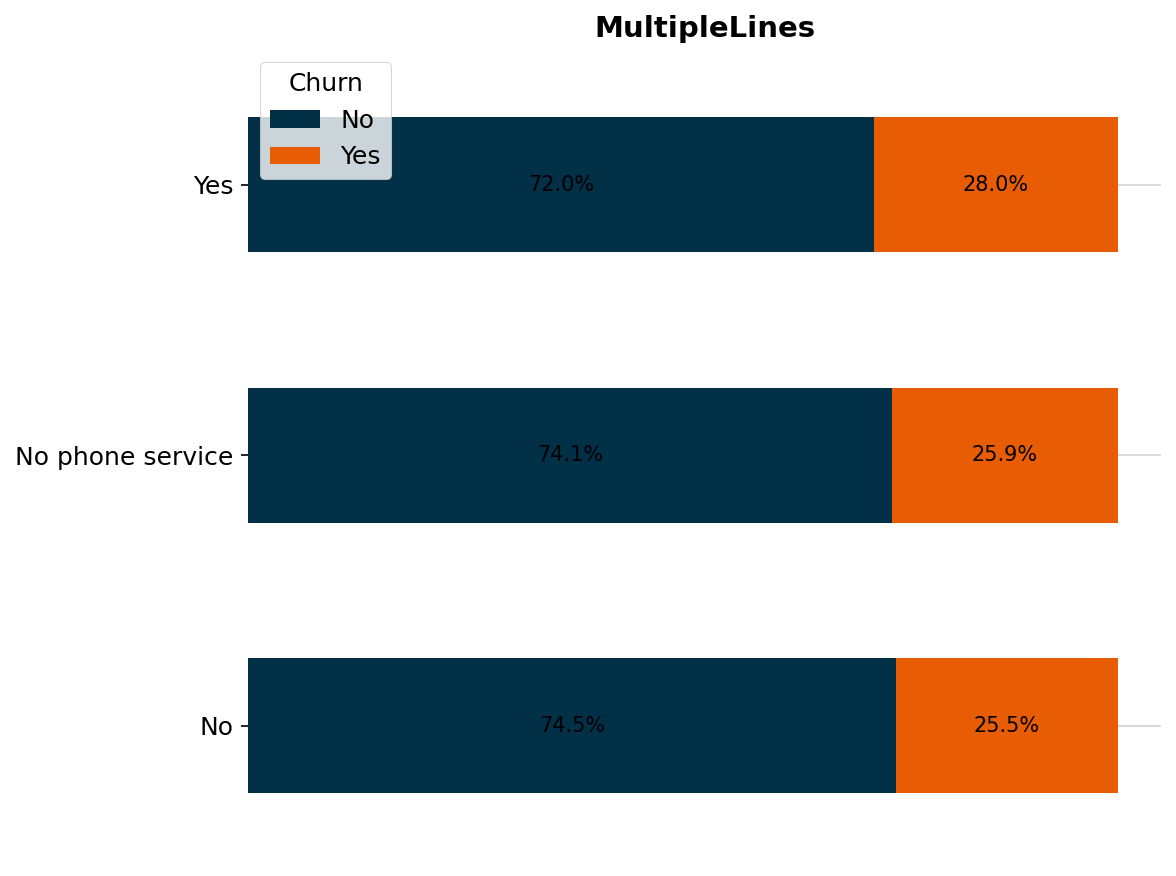 MultipleLines
Churn
No
Yes
Yes
72.0%
28.0%
No phone service
74.1%
25.9%
No
74.5%
25.5%